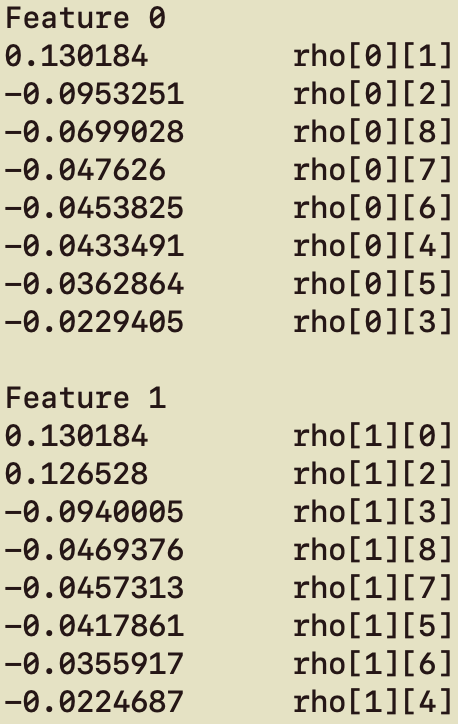 Feature 0
0.130184 rho[0][1]
−0.0953251 rho[0][2]
−0.0699028 rho[0][8]
−0.047626 rho[0][7]
−0.0453825 rho[0][6]
−0.0433491 rho[0][4]
−0.0362864 rho[0][5]
−0.0229405 rho[0][3]
Feature 1
0.130184 rho[1][0]
0.126528 rho[1][2]
−0.0940005 rho[1][3]
−0.0469376 rho[1][8]
−0.0457313 rho[1][7]
−0.0417861 rho[1][5]
−0.0355917 rho[1][6]
−0.0224687 rho[1][4]